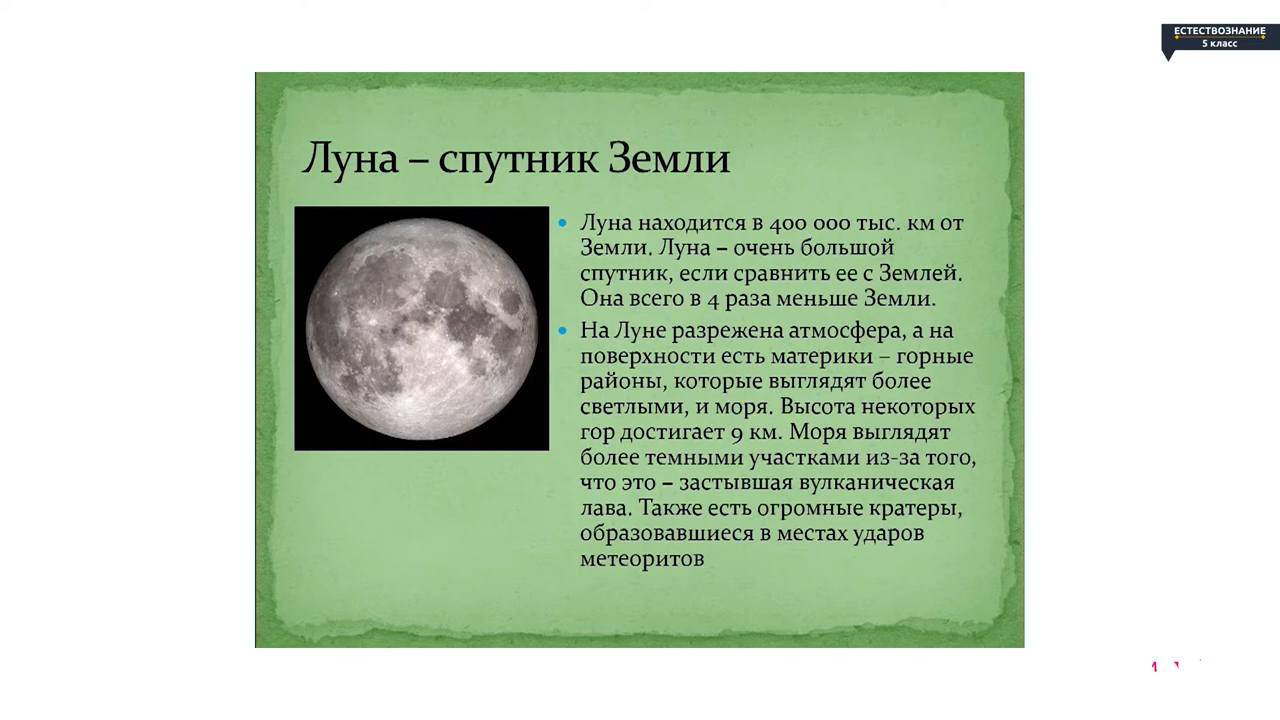 ЕСТЕСТВОЗНАНИЕ
5 класс
Луна – спутник Земли
• Луна находится в 400 000 тыс. км от
Земли. Луна – очень большой
спутник, если сравнить ее с Землей.
Она всего в 4 раза меньше Земли.
• На Луне разрежена атмосфера, а на
поверхности есть материки – горные
районы, которые выглядят более
светлыми, и моря. Высота некоторых
гор достигает 9 км. Моря выглядят
более темными участками из-за того,
что это – застывшая вулканическая
лава. Также есть огромные кратеры,
образовавшиеся в местах ударов
метеоритов